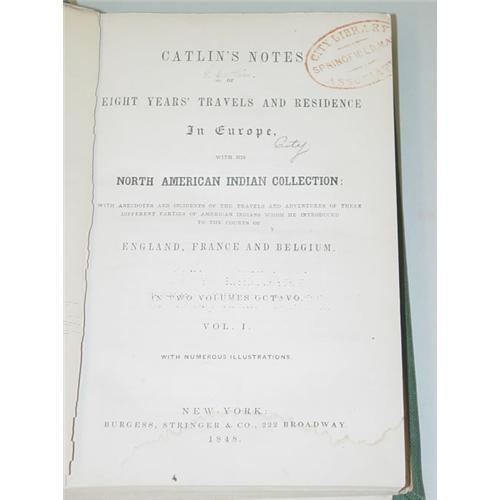 CATLIN'S NOTES
OF
EIGHT YEARS' TRAVELS AND RESIDENCE
In Europe,
City
WITH HIS
NORTH AMERICAN INDIAN COLLECTION:
WITH ANECDOTES AND INCIDENTS OF THE TRAVELS AND ADVENTURES OF THREE
DIFFERENT PARTIES OF AMERICAN INDIANS WHOM HE INTRODUCED
TO THE COURTS OF
ENGLAND, FRANCE AND BELGIUM.
IN TWO VOLUMES OCTAVO.
VOL. I.
WITH NUMEROUS ILLUSTRATIONS.
NEW-YORK:
BURGESS, STRINGER & CO., 222 BROADWAY.
1848.
CITY LIBRARY
SPRINGFIELD, MA
ASSOCIAT